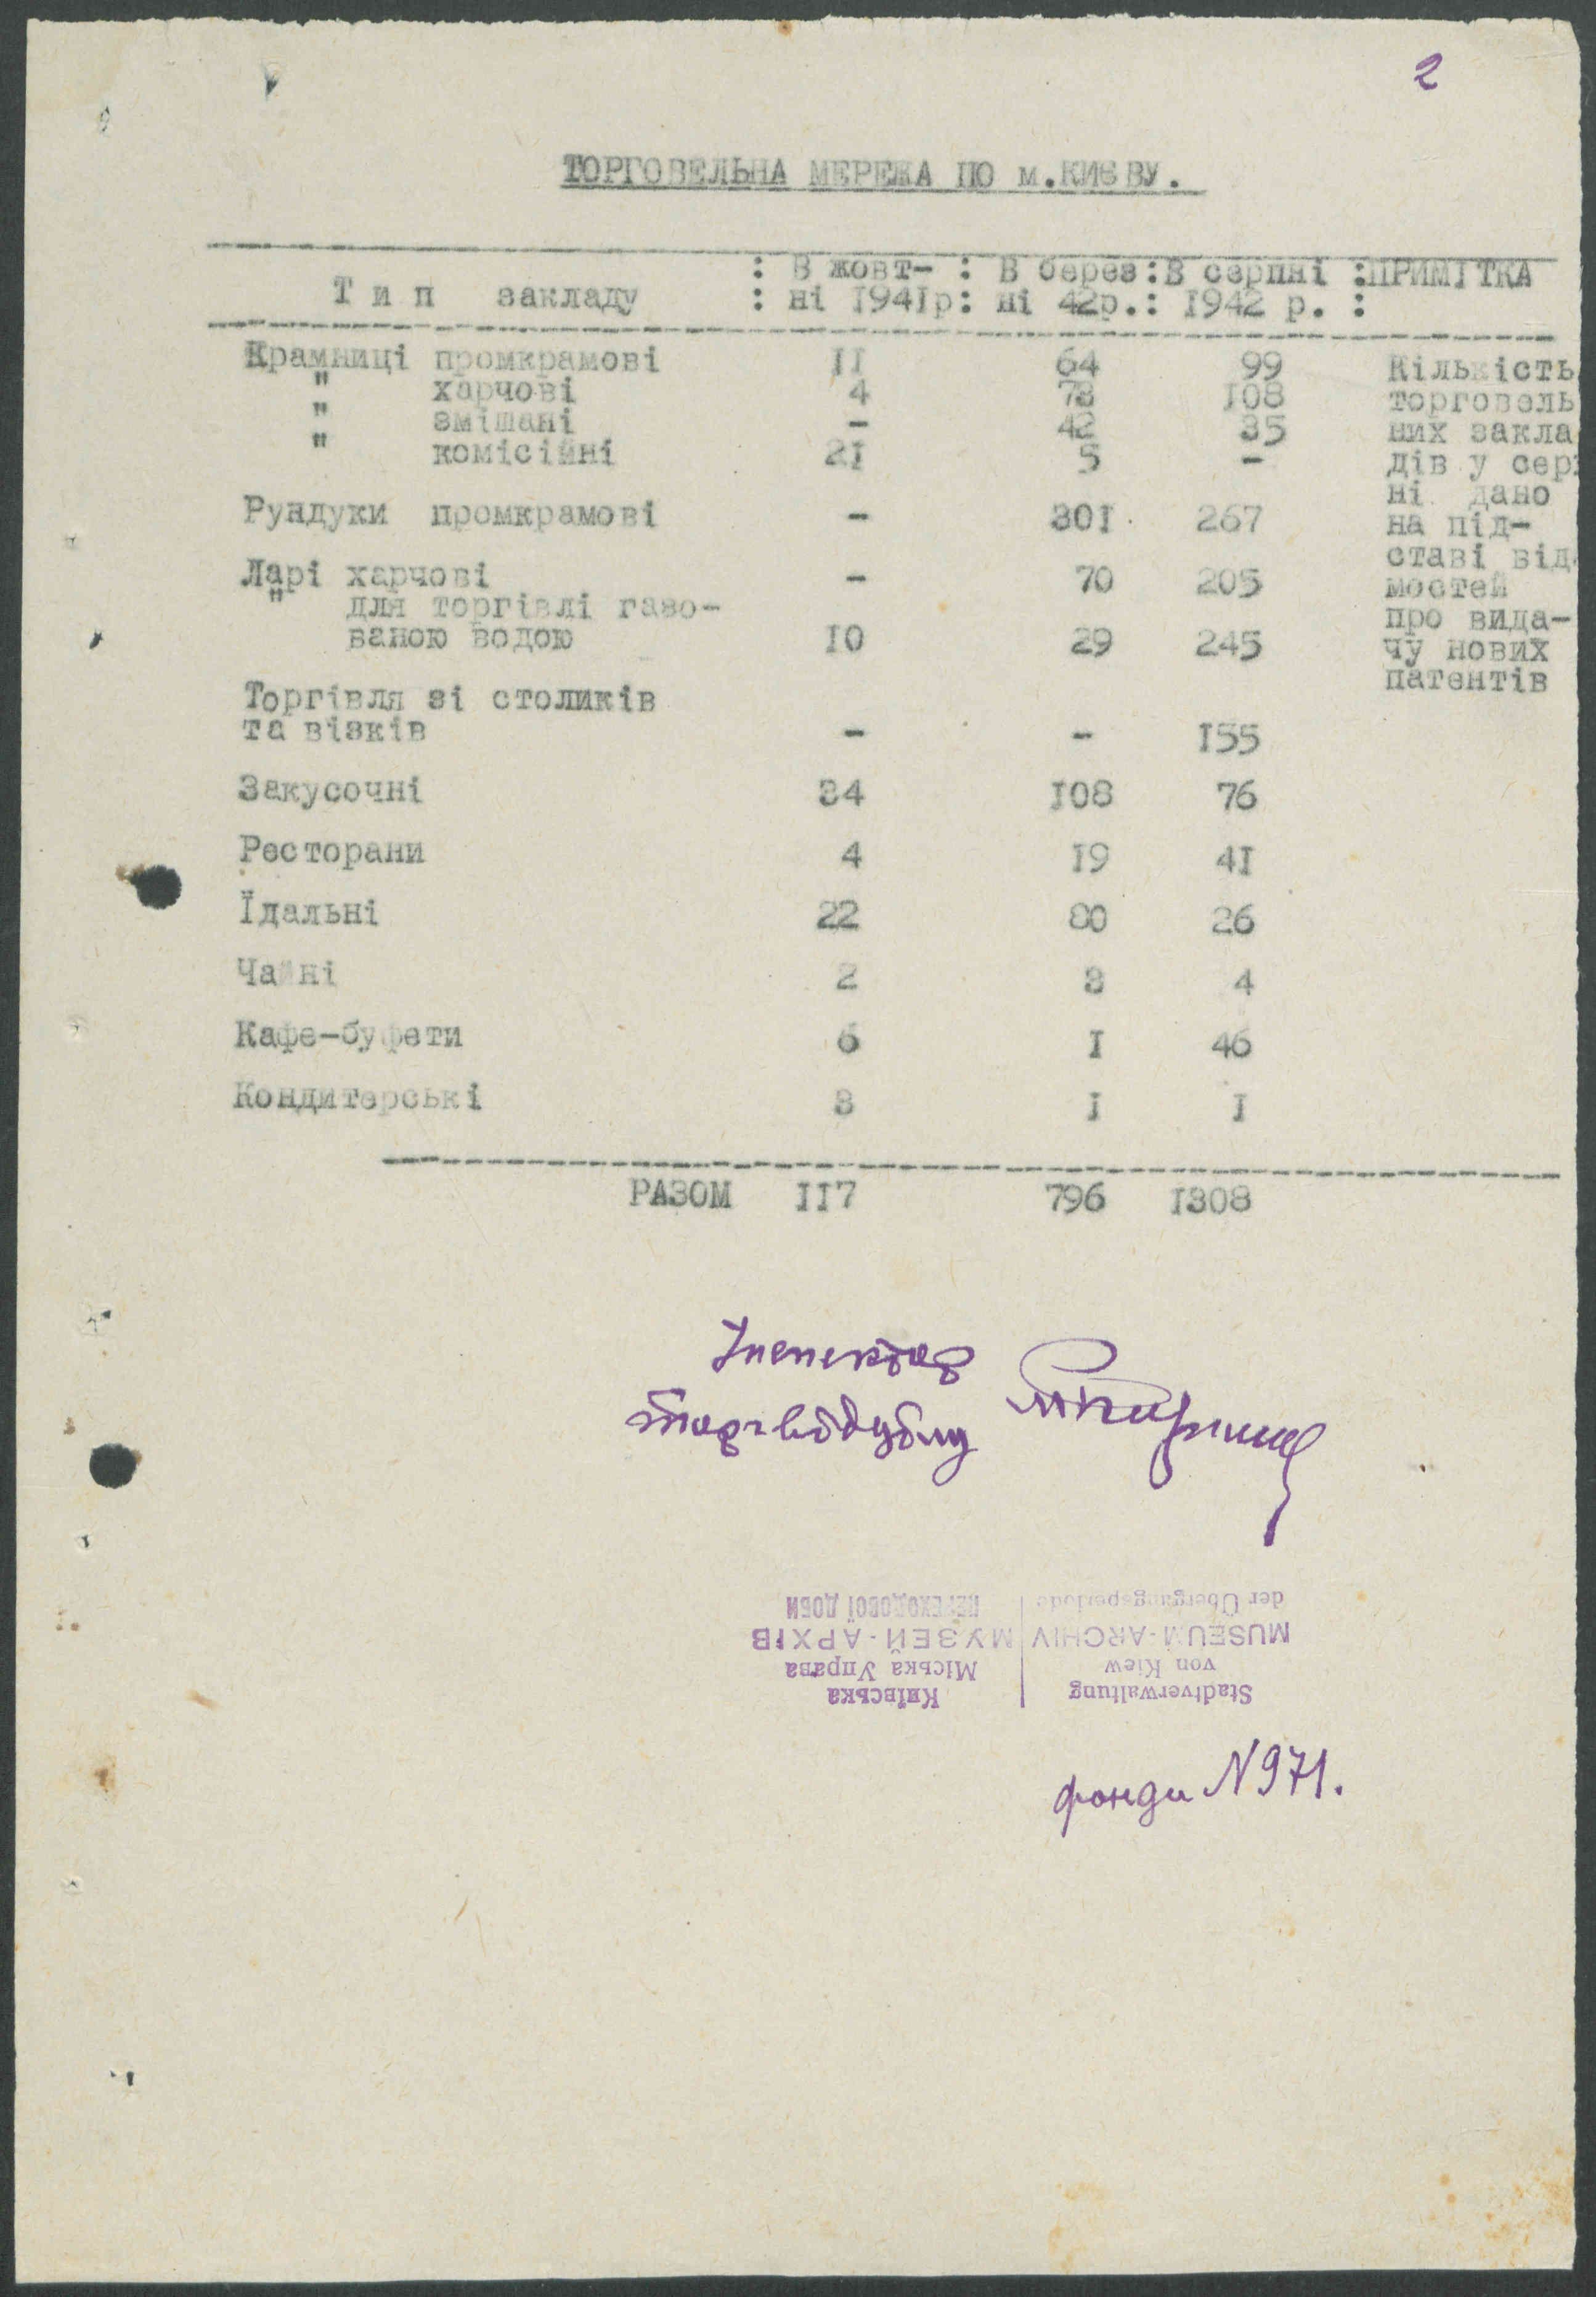 2
ТОРГОВЕЛЬНА МЕРЕЖА ПО м.КИЄВУ.
: В жовт- : В берез:В серпні :ПРИМІТКА
Тип закладу : ні 1941р: ні 42р.: 1942 р. :
Крамниці промкрамові 11 64 99 Кількість
" харчові 4 73 108 торговель
" змішані - 42 35 них закла
" комісійні 21 5 - дів у сер
ні дано
Рундуки промкрамові - 301 267 на під-
ставі від
Ларі харчові - 70 205 мостей
" для торгівлі газо- про вида-
ваною водою 10 29 245 чу нових
патентів
Торгівля зі столиків
та візків - - 155
Закусочні 34 108 76
Ресторани 4 19 41
Їдальні 22 80 26
Чайні 2 3 4
Кафе-буфети 6 1 46
Кондитерські 3 1 1
РАЗОМ 117 796 1308
Інспектор
торгвідділу
Stadtverwaltung | Київська
von Kiew | Міська Управа
MUSEUM-ARCHIV | МУЗЕЙ-АРХІВ
der Übergangsperiode | ПЕРЕХОДОВОЇ ДОБИ
фонди N971.